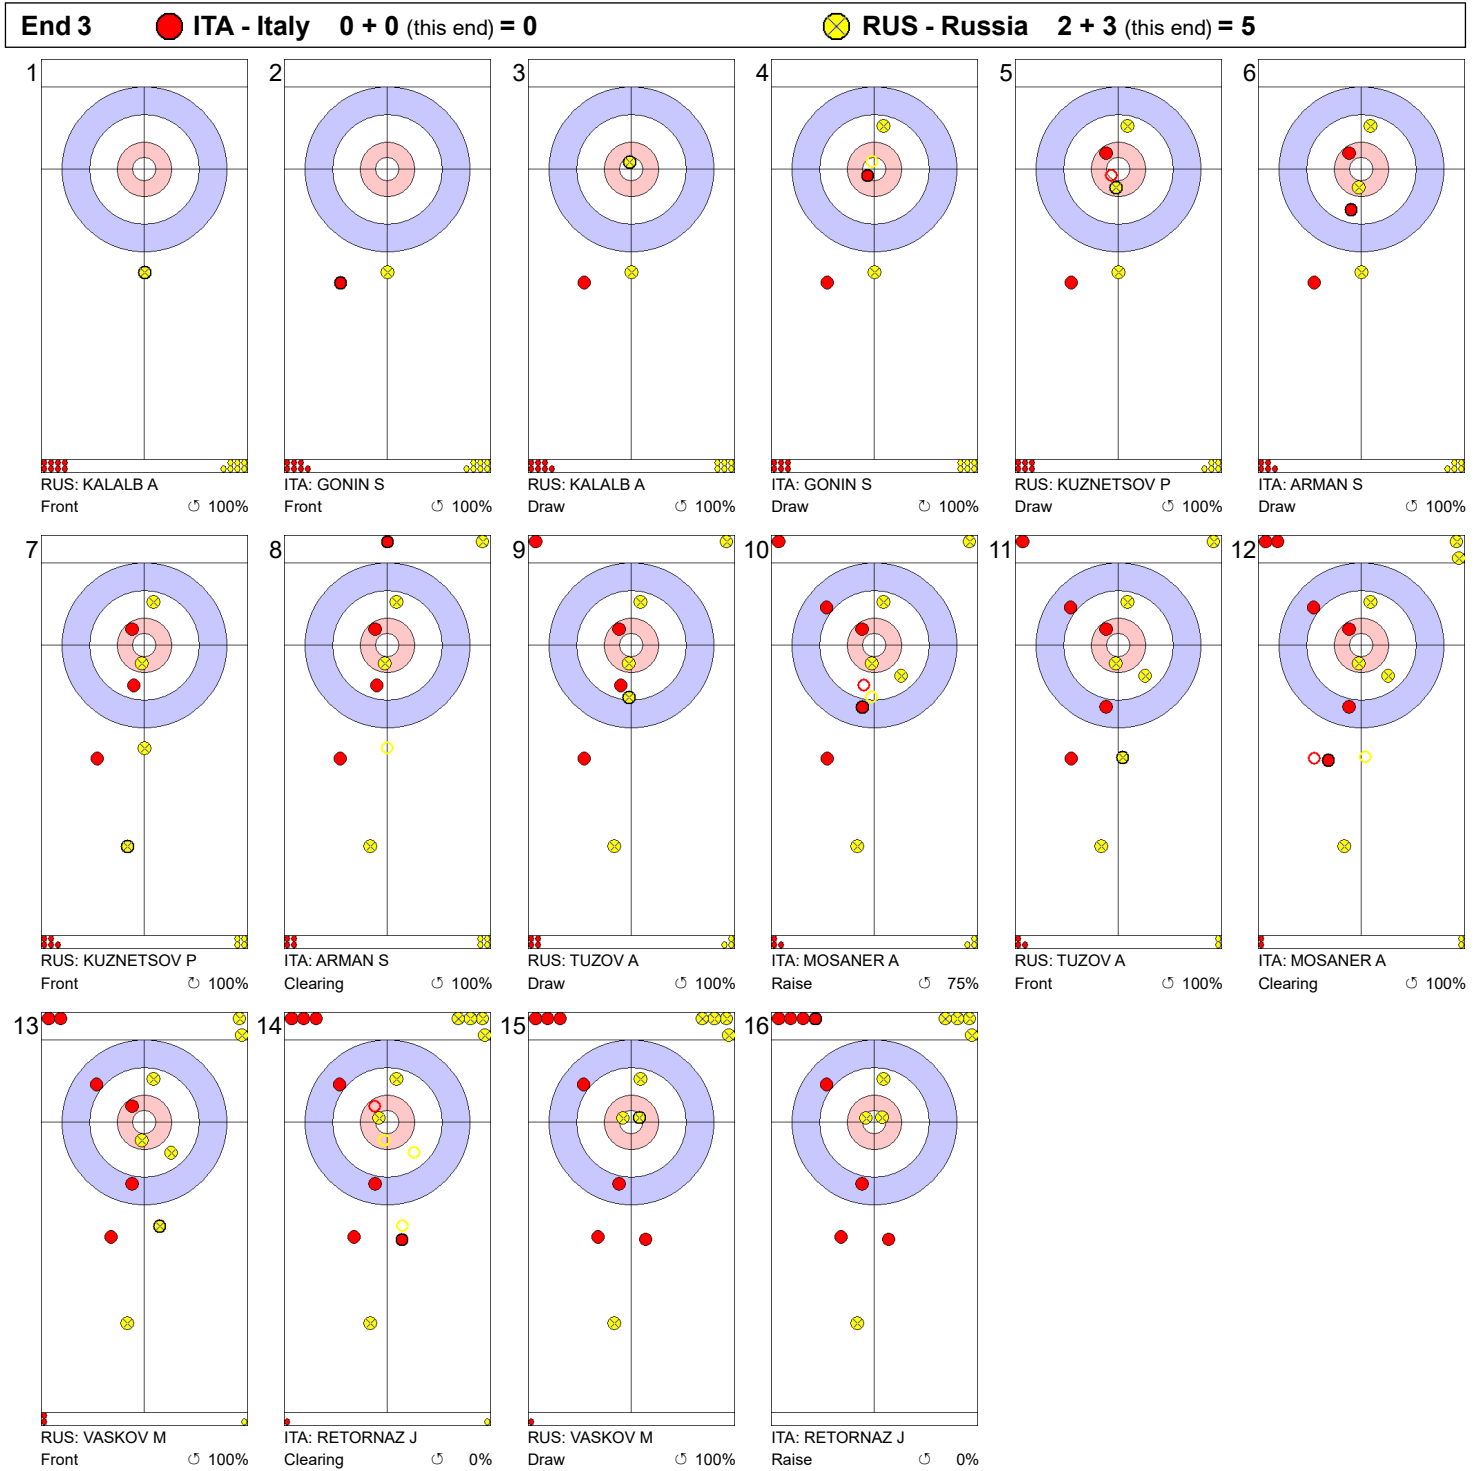 End 3 ITA - Italy 0 + 0 (this end) = 0 RUS - Russia 2 + 3 (this end) = 5
1 2 3 4 5 6
RUS: KALALB A ITA: GONIN S RUS: KALALB A ITA: GONIN S RUS: KUZNETSOV P ITA: ARMAN S
Front ↺ 100% Front ↻ 100% Draw ↺ 100% Draw ↻ 100% Draw ↺ 100% Draw ↺ 100%
7 8 9 10 11 12
RUS: KUZNETSOV P ITA: ARMAN S RUS: TUZOV A ITA: MOSANER A RUS: TUZOV A ITA: MOSANER A
Front ↻ 100% Clearing ↺ 100% Draw ↺ 100% Raise ↺ 75% Front ↺ 100% Clearing ↺ 100%
13 14 15 16
RUS: VASKOV M ITA: RETORNAZ J RUS: VASKOV M ITA: RETORNAZ J
Front ↺ 100% Clearing ↺ 0% Draw ↺ 100% Raise ↺ 0%